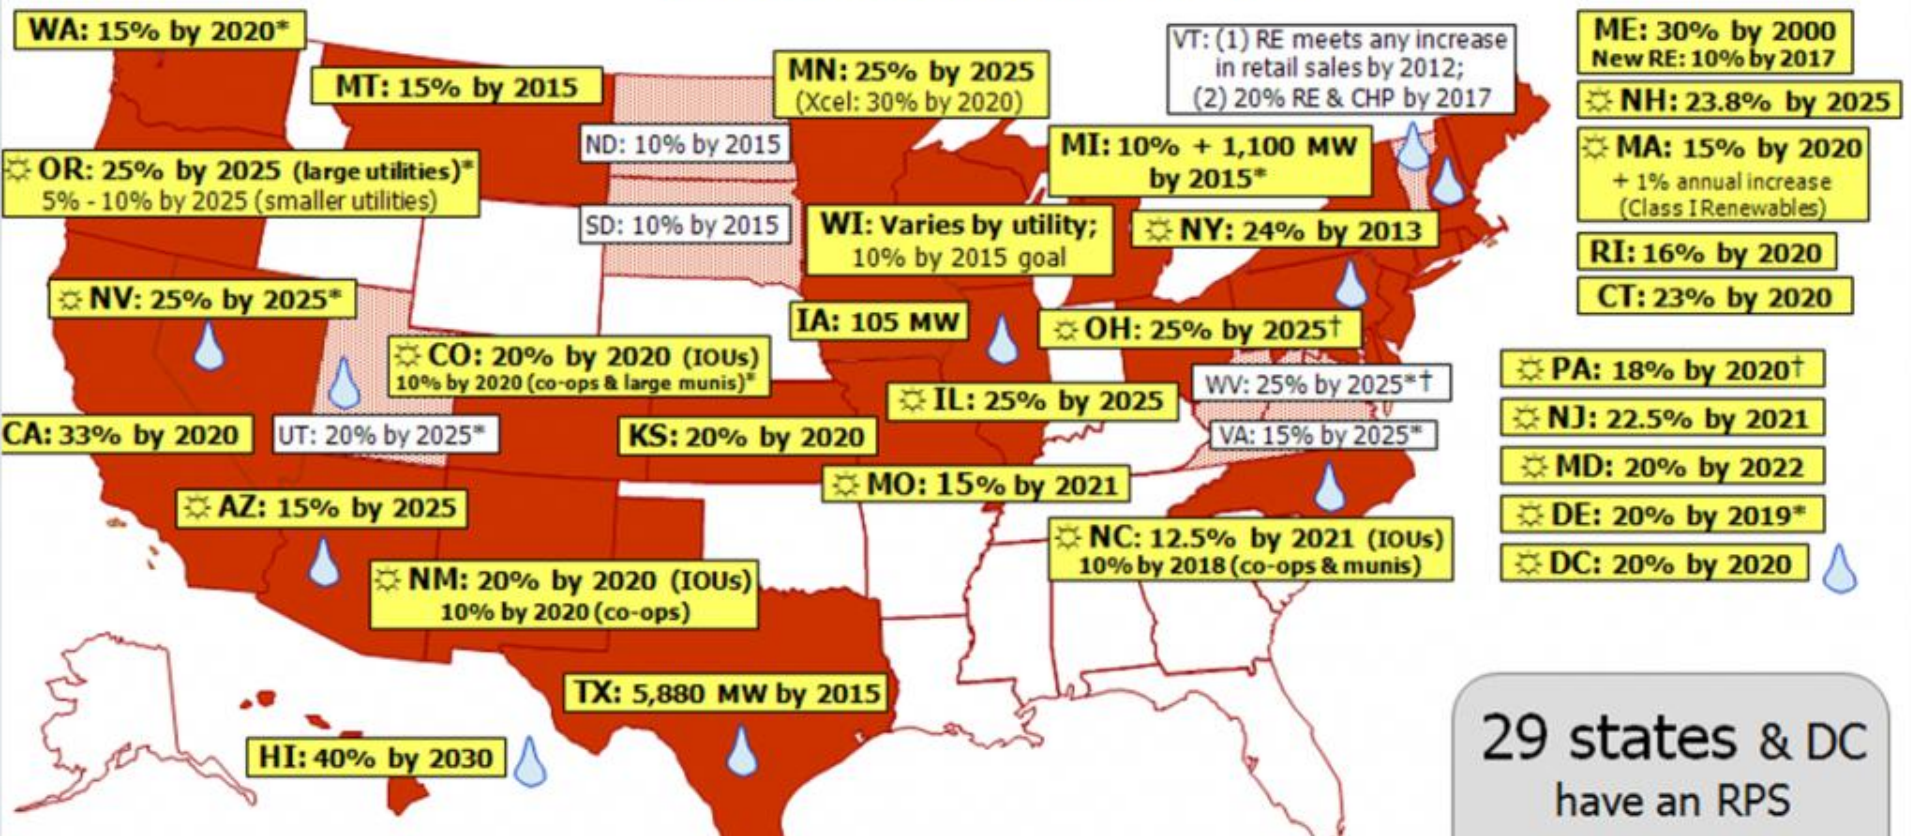 WA: 15% by 2020*
MT: 15% by 2015
MN: 25% by 2025
(Xcel: 30% by 2020)
VT: (1) RE meets any increase
in retail sales by 2012;
(2) 20% RE & CHP by 2017
ME: 30% by 2000
New RE: 10% by 2017
☼ NH: 23.8% by 2025
☼ MA: 15% by 2020
+ 1% annual increase
(Class I Renewables)
RI: 16% by 2020
CT: 23% by 2020
ND: 10% by 2015
MI: 10% + 1,100 MW
by 2015*
☼ OR: 25% by 2025 (large utilities)*
5% - 10% by 2025 (smaller utilities)
SD: 10% by 2015
WI: Varies by utility;
10% by 2015 goal
☼ NY: 24% by 2013
☼ NV: 25% by 2025*
IA: 105 MW
☼ OH: 25% by 2025†
☼ CO: 20% by 2020 (IOUs)
10% by 2020 (co-ops & large munis)*
WV: 25% by 2025*†
☼ PA: 18% by 2020†
☼ IL: 25% by 2025
☼ NJ: 22.5% by 2021
CA: 33% by 2020
UT: 20% by 2025*
KS: 20% by 2020
VA: 15% by 2025*
☼ MD: 20% by 2022
☼ MO: 15% by 2021
☼ AZ: 15% by 2025
☼ DE: 20% by 2019*
☼ NC: 12.5% by 2021 (IOUs)
10% by 2018 (co-ops & munis)
☼ DC: 20% by 2020
☼ NM: 20% by 2020 (IOUs)
10% by 2020 (co-ops)
TX: 5,880 MW by 2015
HI: 40% by 2030
29 states & DC
have an RPS